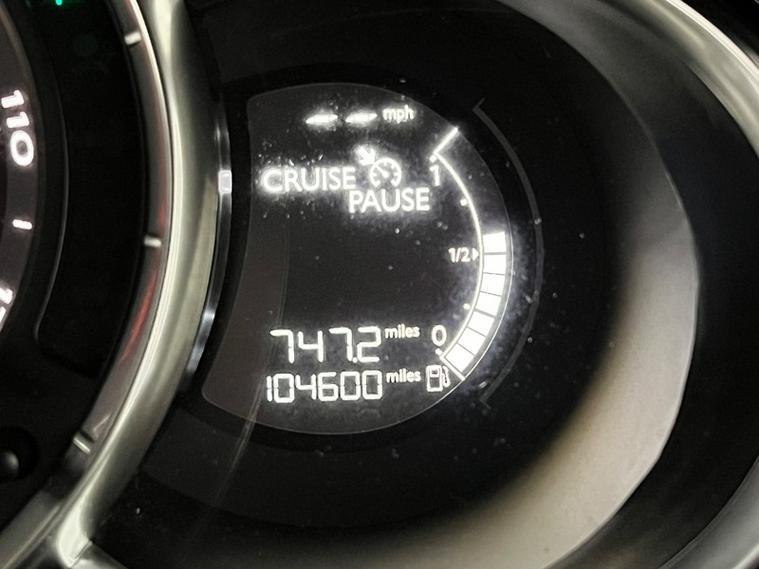 110
-- mph
CRUISE 1
PAUSE
1/2
747.2 miles 0
104600 miles